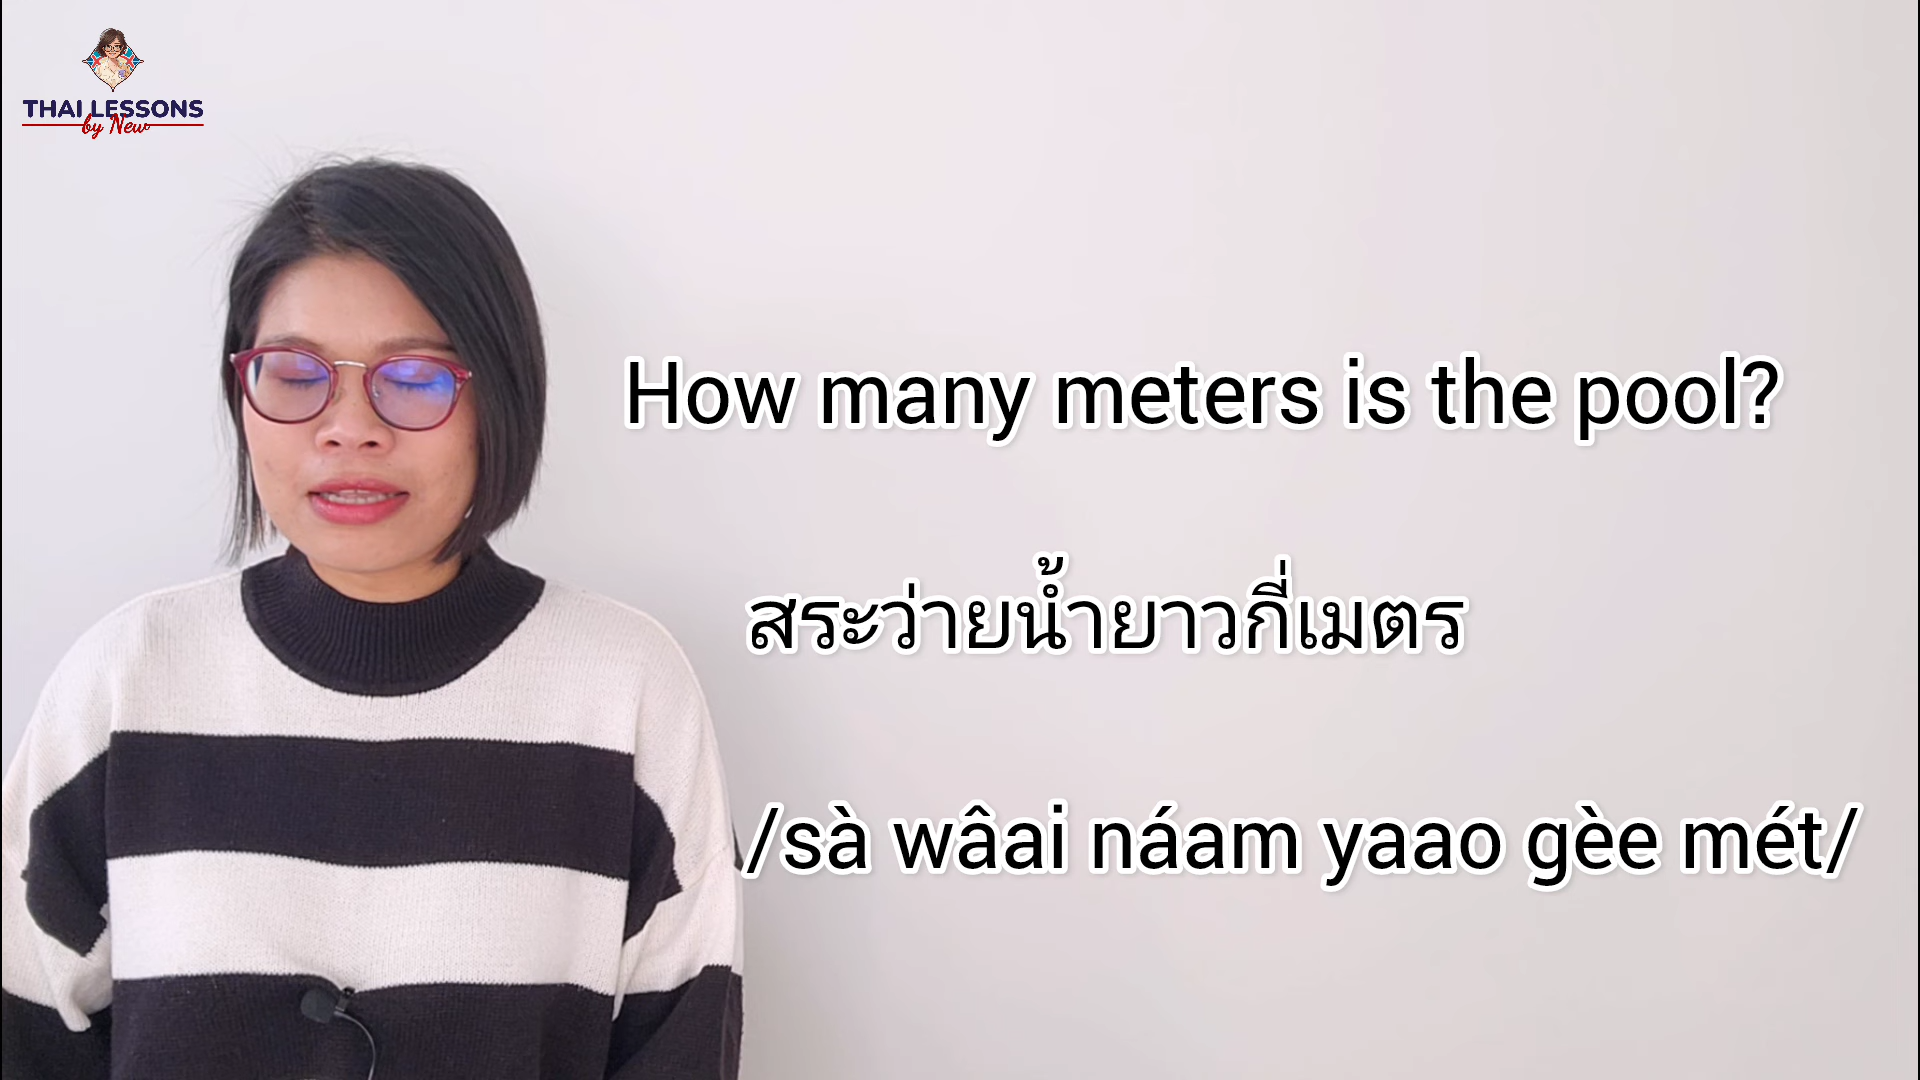 THAI LESSONS
by New
How many meters is the pool?
สระว่ายน้ำยาวกี่เมตร
/sà wâai náam yaao gèe mét/